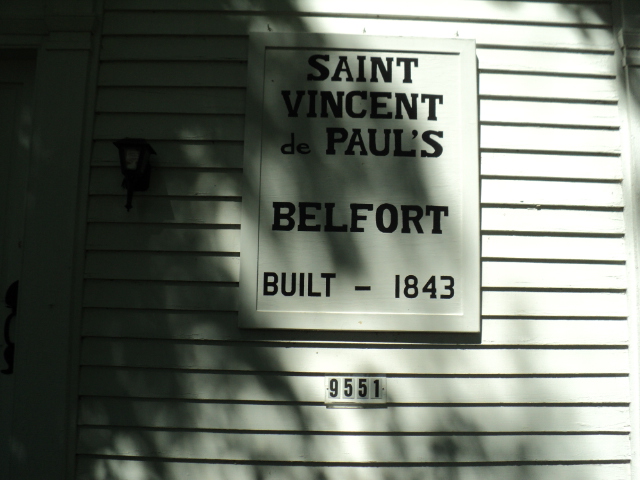 SAINT
VINCENT
de PAUL'S
BELFORT
BUILT - 1843
9551